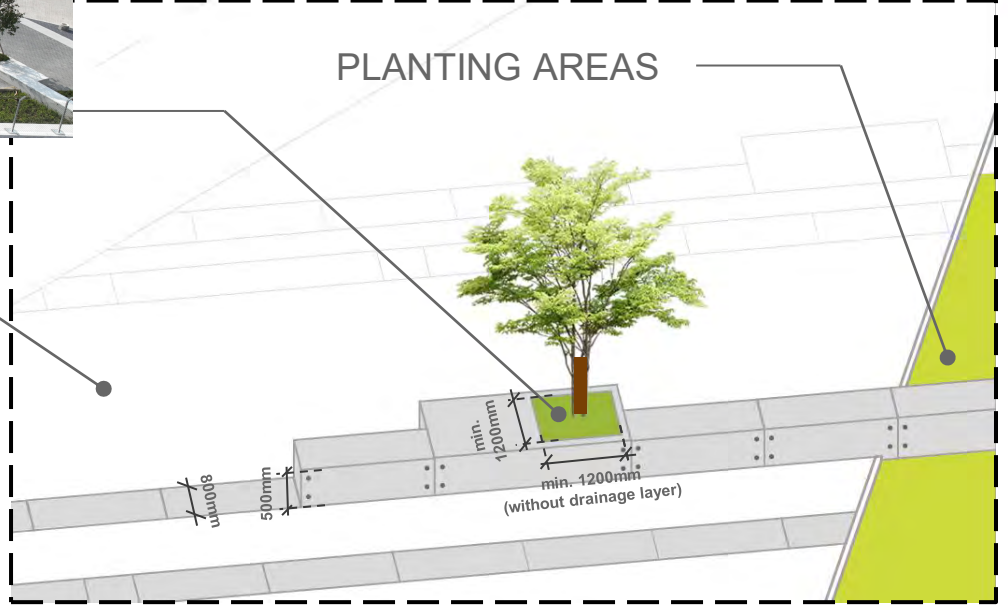 PLANTING AREAS
min.
1200mm
800mm
500mm
min. 1200mm
(without drainage layer)